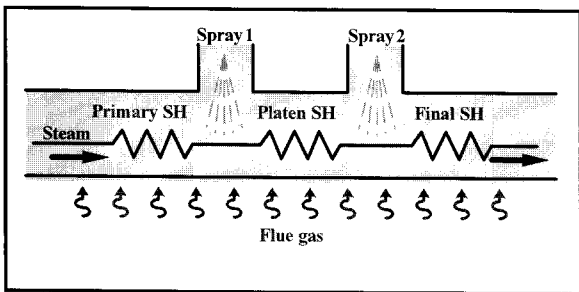 Spray 1 Spray 2
Primary SH Platen SH Final SH
Steam
Flue gas